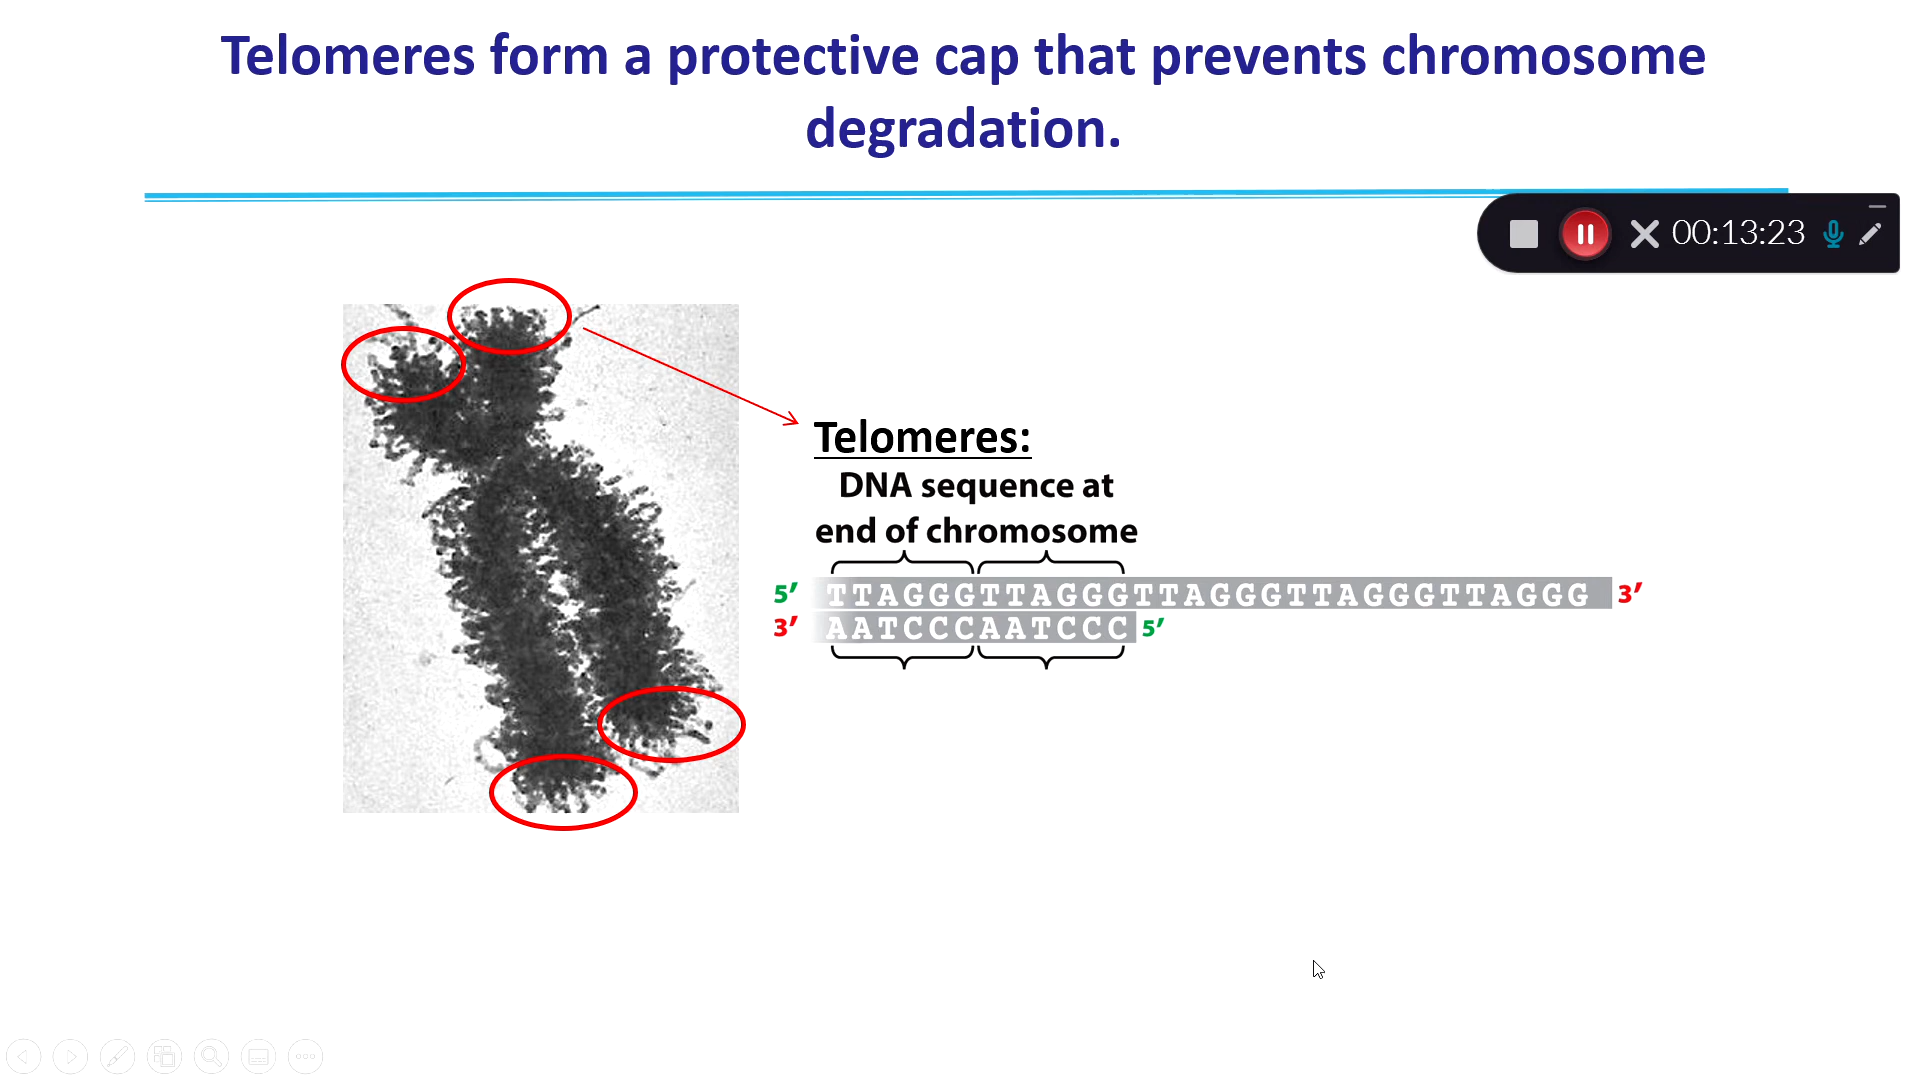 Telomeres form a protective cap that prevents chromosome
degradation.
00:13:23
Telomeres:
DNA sequence at
end of chromosome
5′ TTAGGGTTAGGGTTAGGGTTAGGGTTAGGG 3′
3′ AATCCCAATCCC 5′